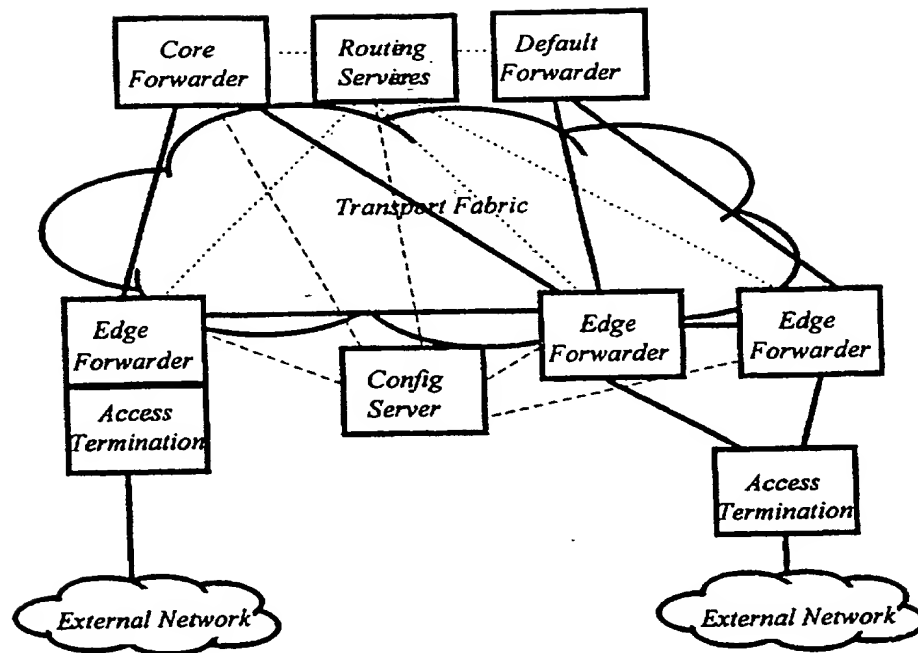 Core
Forwarder
Routing
Services
Default
Forwarder
Transport Fabric
Edge
Forwarder
Access
Termination
Config
Server
Edge
Forwarder
Edge
Forwarder
Access
Termination
External Network
External Network